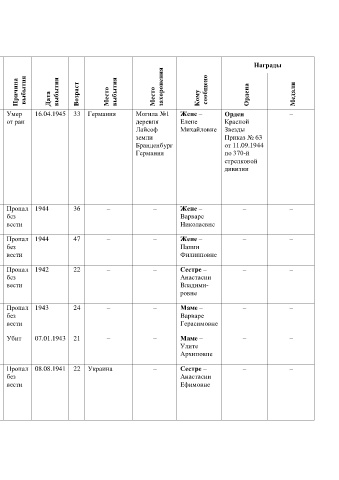 Награды
Причина выбытия
Дата выбытия
Возраст
Место выбытия
Место захоронения
Кому сообщено
Ордена
Медали
Умер 16.04.1945 33 Германия Могила №1 Жене – Орден –
от ран деревня Елене Красной
Лайсоф Михайловне Звезды
земли Приказ № 63
Бранденбург от 11.09.1944
Германия по 370-й
стрелковой
дивизии
Пропал 1944 36 – – Жене – – –
без Варваре
вести Николаевне
Пропал 1944 47 – – Жене – – –
без
вести Филипповне
Пропал 1942 22 – – Сестре – – –
без Анастасии
вести Владими-
ровне
Пропал 1943 24 – – Маме – – –
без Варваре
вести Герасимовне
Убит 07.01.1943 21 – – Маме – – –
Улите
Архиповне
Пропал 08.08.1941 22 Украина – Сестре – – –
без Анастасии
вести Ефимовне